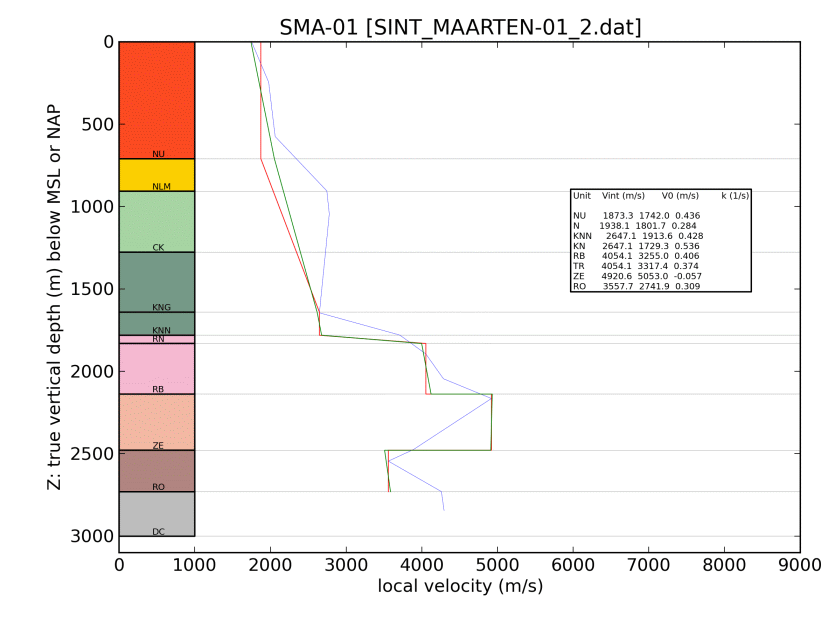 SMA-01 [SINT_MAARTEN-01_2.dat]
Z: true vertical depth (m) below MSL or NAP
0
500
1000
1500
2000
2500
3000
NU
NLM
CK
KNG
KNN
RN
RB
ZE
RO
DC
Unit Vint (m/s) V0 (m/s) k (1/s)
NU 1873.3 1742.0 0.436
N 1938.1 1801.7 0.284
KNN 2647.1 1913.6 0.428
KN 2647.1 1729.3 0.536
RB 4054.1 3255.0 0.406
TR 4054.1 3317.4 0.374
ZE 4920.6 5053.0 -0.057
RO 3557.7 2741.9 0.309
0 1000 2000 3000 4000 5000 6000 7000 8000 9000
local velocity (m/s)